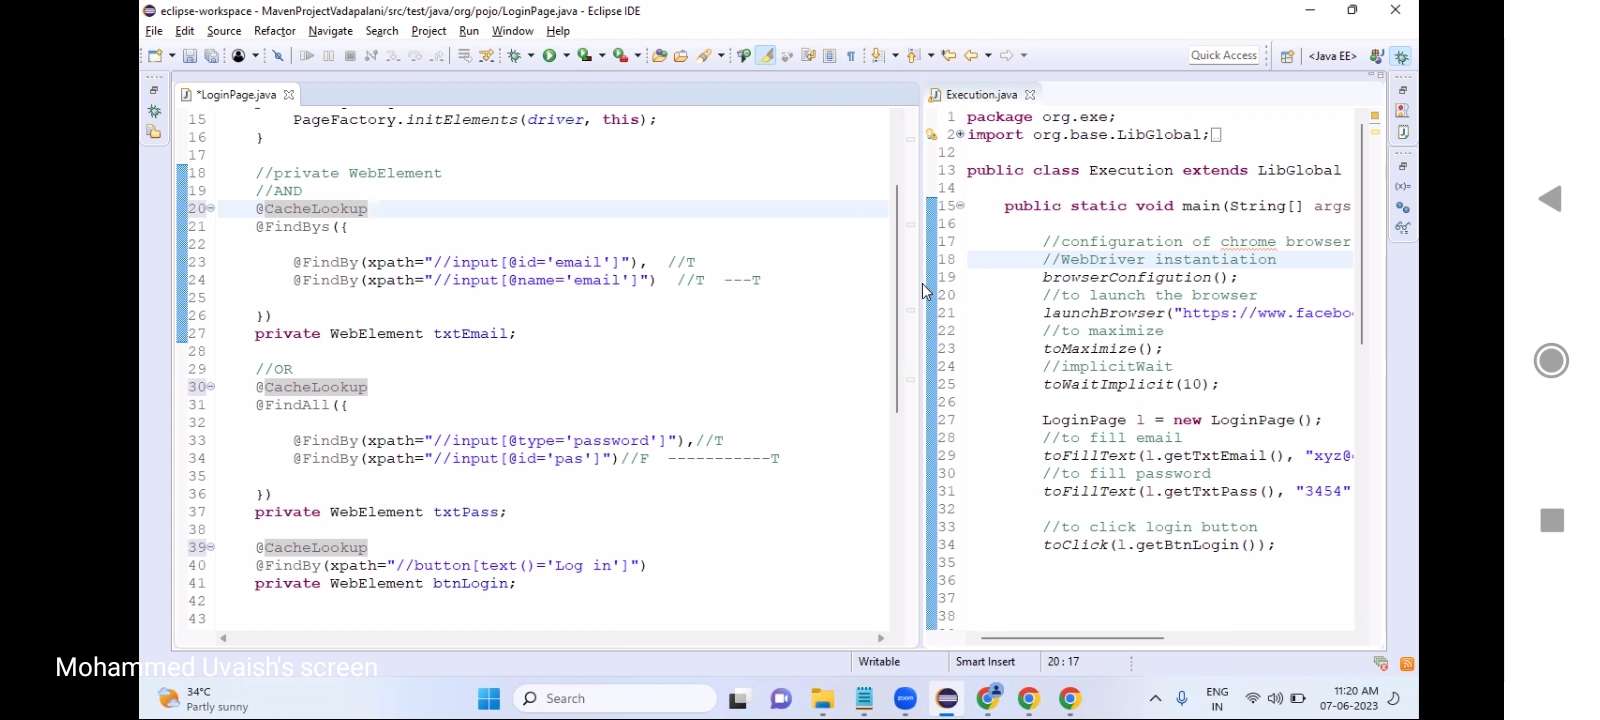 eclipse-workspace - MavenProjectVadapalani/src/test/java/org/pojo/LoginPage.java - Eclipse IDE
File Edit Source Refactor Navigate Search Project Run Window Help
Quick Access <Java EE>
*LoginPage.java
15 PageFactory.initElements(driver, this);
16 }
17
18 //private WebElement
19 //AND
20 @CacheLookup
21 @FindBys({
22
23 @FindBy(xpath="//input[@id='email']"), //T
24 @FindBy(xpath="//input[@name='email']") //T ---T
25
26 })
27 private WebElement txtEmail;
28
29 //OR
30 @CacheLookup
31 @FindAll({
32
33 @FindBy(xpath="//input[@type='password']"),//T
34 @FindBy(xpath="//input[@id='pas']")//F -----------T
35
36 })
37 private WebElement txtPass;
38
39 @CacheLookup
40 @FindBy(xpath="//button[text()='Log in']")
41 private WebElement btnLogin;
42
43
Execution.java
1 package org.exe;
2 import org.base.LibGlobal;
12
13 public class Execution extends LibGlobal
14
15 public static void main(String[] args
16
17 //configuration of chrome browser
18 //WebDriver instantiation
19 browserConfigution();
20 //to launch the browser
21 launchBrowser("https://www.facebo
22 //to maximize
23 toMaximize();
24 //implicitWait
25 toWaitImplicit(10);
26
27 LoginPage l = new LoginPage();
28 //to fill email
29 toFillText(l.getTxtEmail(), "xyz@
30 //to fill password
31 toFillText(l.getTxtPass(), "3454"
32
33 //to click login button
34 toClick(l.getBtnLogin());
35
36
37
38
(x)=
Writable Smart Insert 20 : 17
Mohammed Uvaish's screen
34°C
Partly sunny
Search
zoom
ENG
IN
11:20 AM
07-06-2023